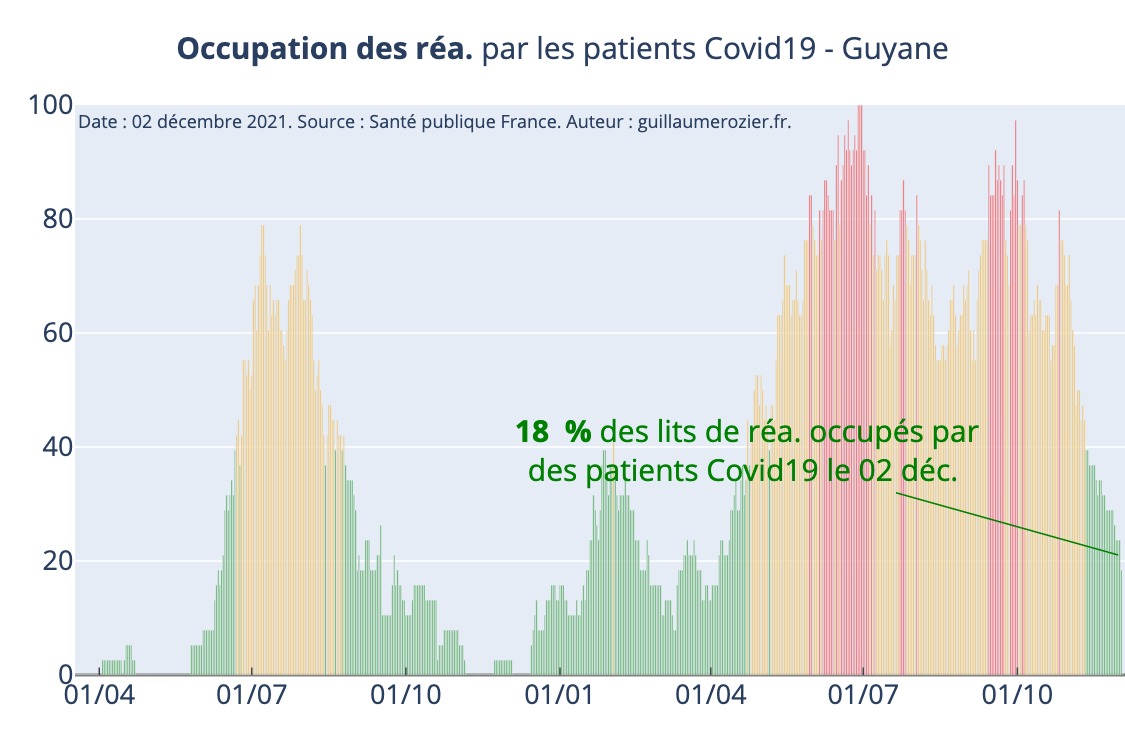 Occupation des réa. par les patients Covid19 - Guyane
100
Date : 02 décembre 2021. Source : Santé publique France. Auteur : guillaumerozier.fr.
80
60
40
18 % des lits de réa. occupés par
des patients Covid19 le 02 déc.
20
0
01/04 01/07 01/10 01/01 01/04 01/07 01/10